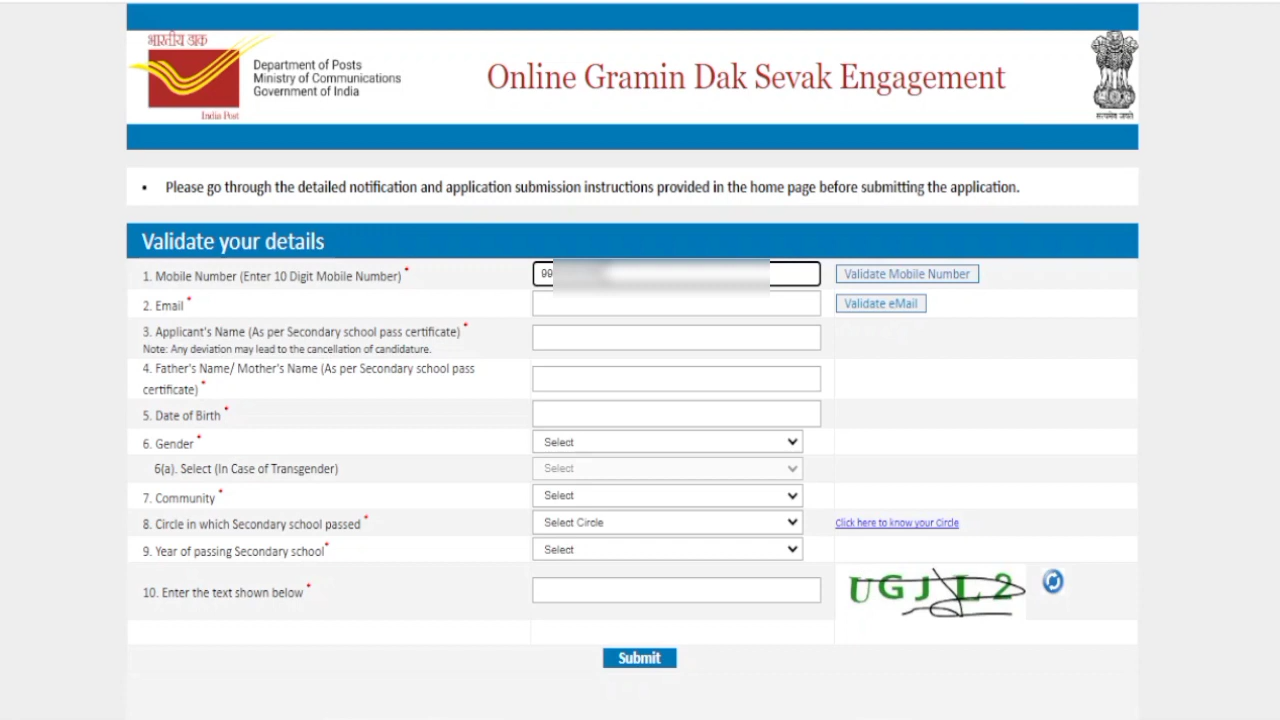 भारतीय डाक
Department of Posts
Ministry of Communications
Government of India
India Post
Online Gramin Dak Sevak Engagement
सत्यमेव जयते
• Please go through the detailed notification and application submission instructions provided in the home page before submitting the application.
Validate your details
1. Mobile Number (Enter 10 Digit Mobile Number) * 99 Validate Mobile Number
2. Email * Validate eMail
3. Applicant's Name (As per Secondary school pass certificate) *
Note: Any deviation may lead to the cancellation of candidature.
4. Father's Name/ Mother's Name (As per Secondary school pass
certificate) *
5. Date of Birth *
6. Gender * Select
6(a). Select (In Case of Transgender) Select
7. Community * Select
8. Circle in which Secondary school passed * Select Circle Click here to know your Circle
9. Year of passing Secondary school * Select
10. Enter the text shown below * UGJL2
Submit